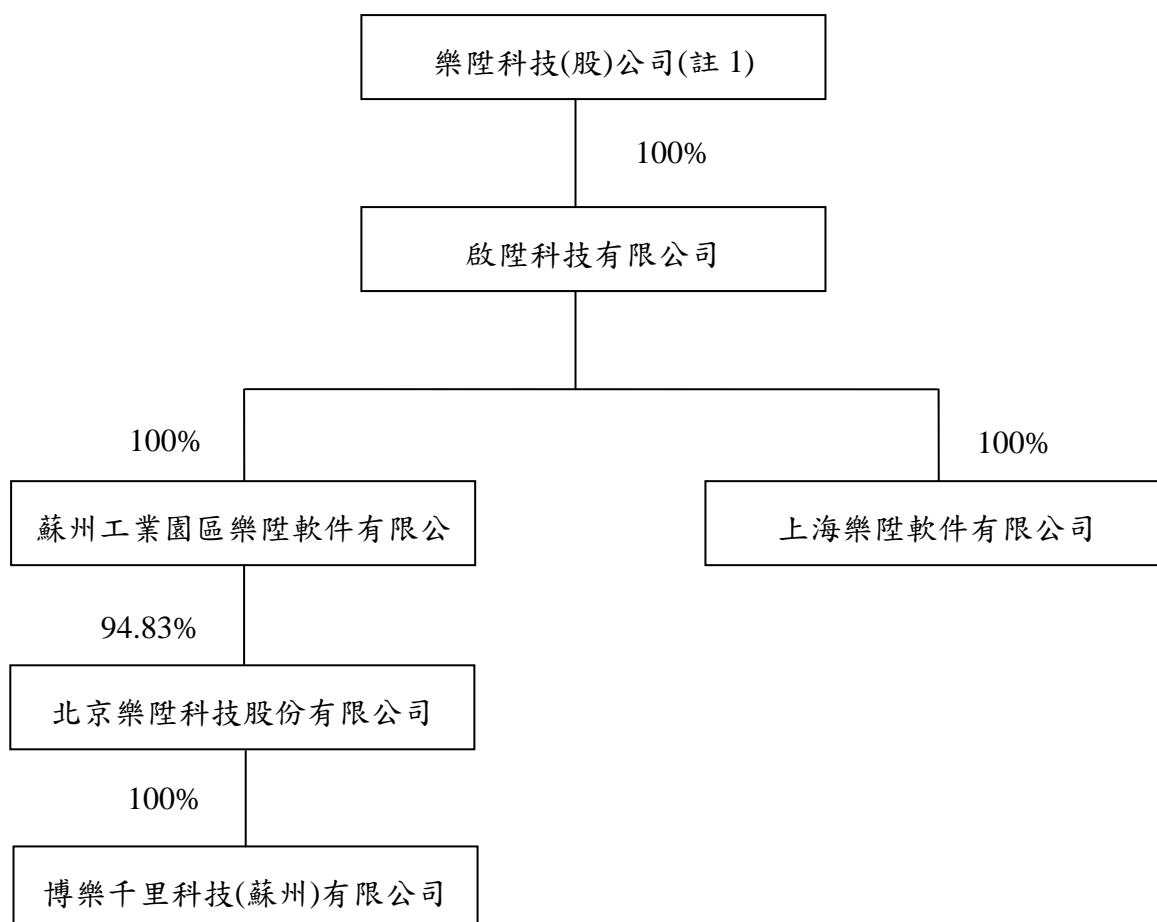 樂陞科技(股)公司(註 1)
100%
啟陞科技有限公司
100%
100%
蘇州工業園區樂陞軟件有限公
上海樂陞軟件有限公司
94.83%
北京樂陞科技股份有限公司
100%
博樂千里科技(蘇州)有限公司